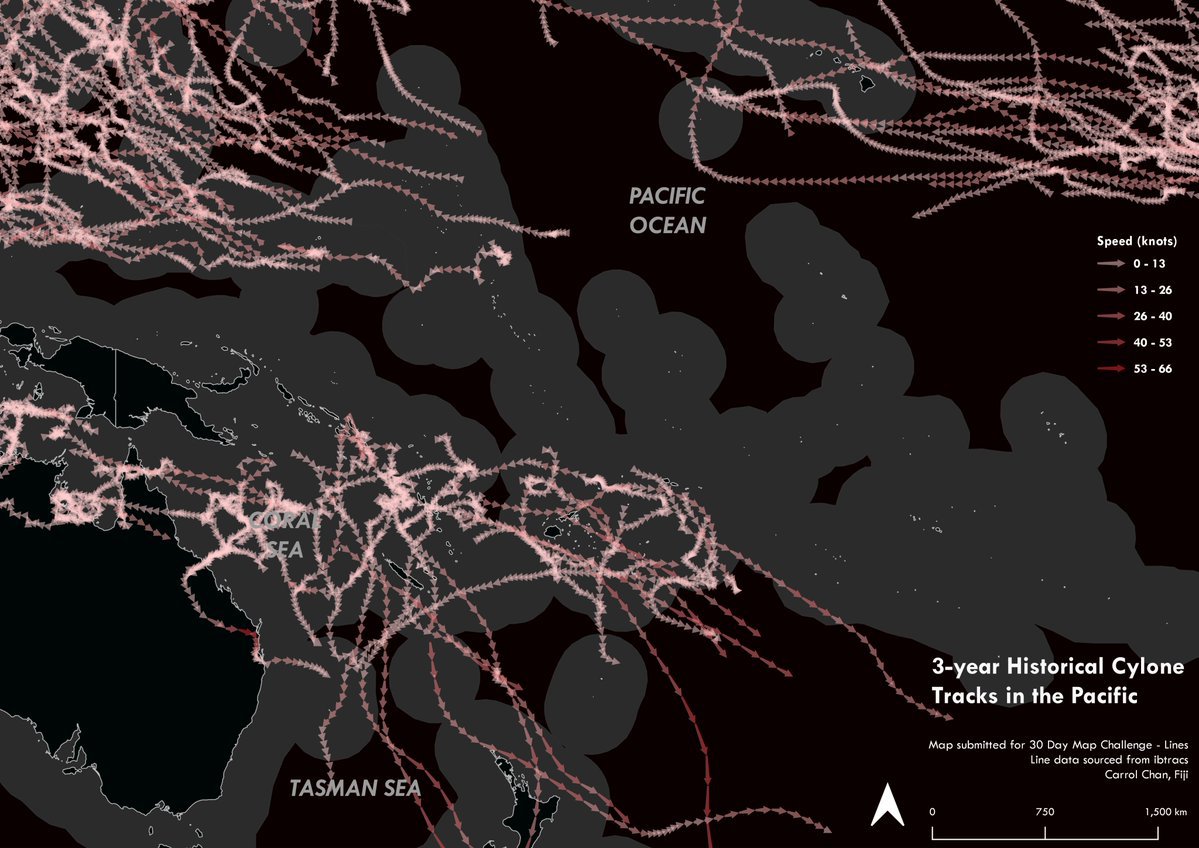 PACIFIC
OCEAN
Speed (knots)
0 - 13
13 - 26
26 - 40
40 - 53
53 - 66
CORAL
SEA
3-year Historical Cylone
Tracks in the Pacific
Map submitted for 30 Day Map Challenge - Lines
Line data sourced from ibtracs
Carrol Chan, Fiji
TASMAN SEA
0 750 1,500 km